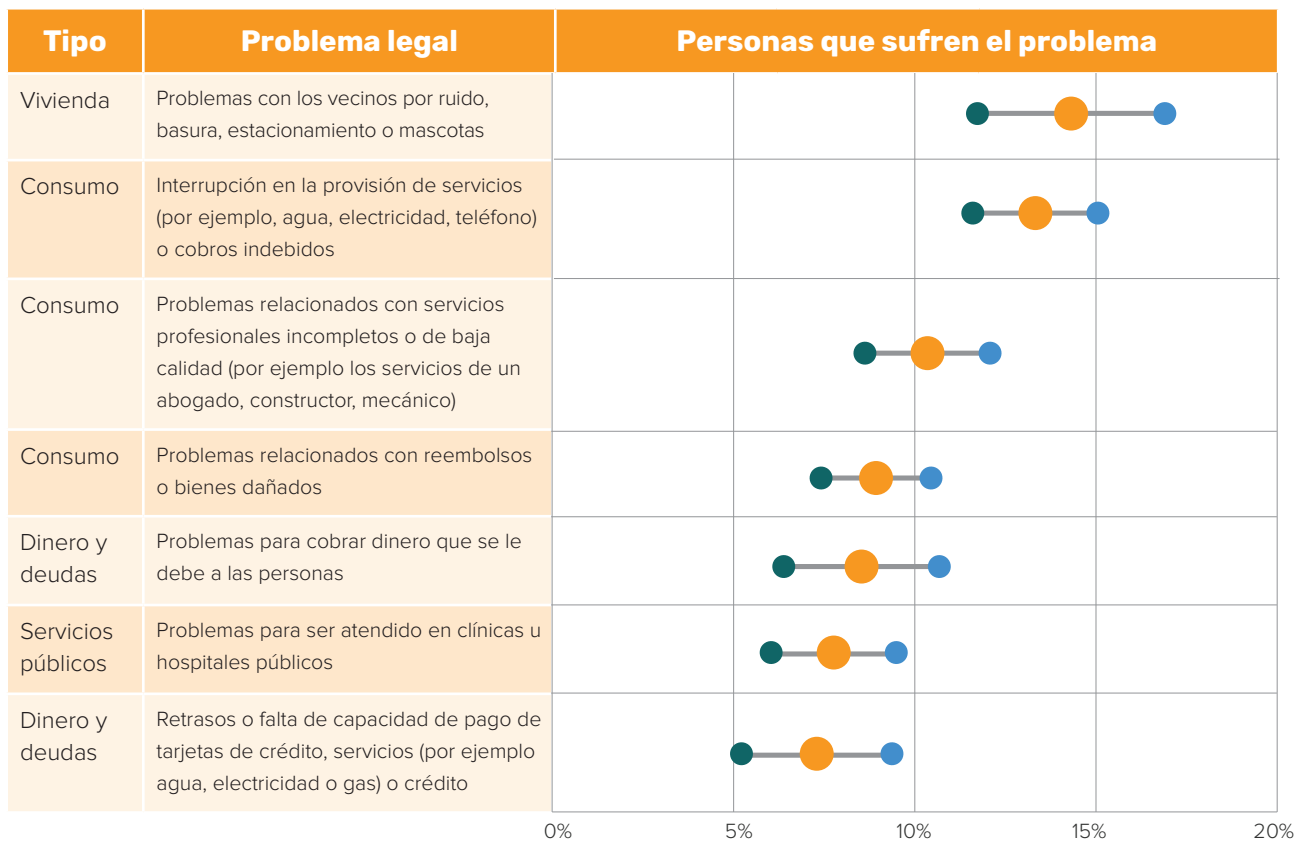 Tipo
Problema legal
Personas que sufren el problema
Vivienda
Problemas con los vecinos por ruido,
basura, estacionamiento o mascotas
Consumo
Interrupción en la provisión de servicios
(por ejemplo, agua, electricidad, teléfono)
o cobros indebidos
Consumo
Problemas relacionados con servicios
profesionales incompletos o de baja
calidad (por ejemplo los servicios de un
abogado, constructor, mecánico)
Consumo
Problemas relacionados con reembolsos
o bienes dañados
Dinero y
deudas
Problemas para cobrar dinero que se le
debe a las personas
Servicios
públicos
Problemas para ser atendido en clínicas u
hospitales públicos
Dinero y
deudas
Retrasos o falta de capacidad de pago de
tarjetas de crédito, servicios (por ejemplo
agua, electricidad o gas) o crédito
0%
5%
10%
15%
20%